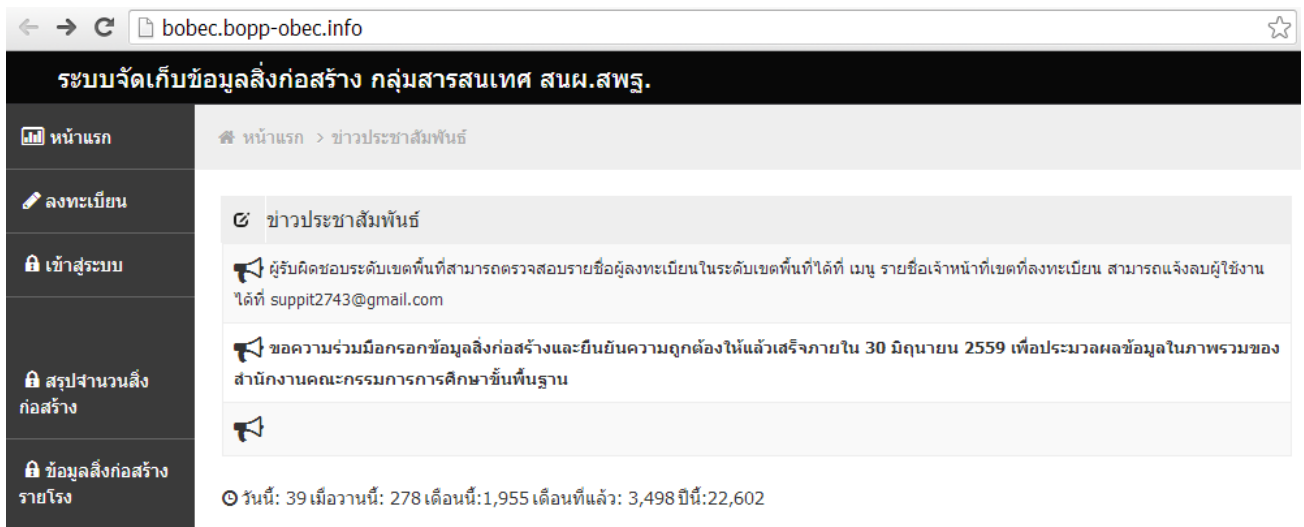 bobec.bopp-obec.info
ระบบจัดเก็บข้อมูลสิ่งก่อสร้าง กลุ่มสารสนเทศ สนผ.สพฐ.
หน้าแรก
หน้าแรก > ข่าวประชาสัมพันธ์
ลงทะเบียน
เข้าสู่ระบบ
สรุปจำนวนสิ่ง
ก่อสร้าง
ข้อมูลสิ่งก่อสร้าง
รายโรง
ข่าวประชาสัมพันธ์
ผู้รับผิดชอบระดับเขตพื้นที่สามารถตรวจสอบรายชื่อผู้ลงทะเบียนในระดับเขตพื้นที่ได้ที่ เมนู รายชื่อเจ้าหน้าที่เขตที่ลงทะเบียน สามารถแจ้งลบผู้ใช้งาน
ได้ที่ suppit2743@gmail.com
ขอความร่วมมือกรอกข้อมูลสิ่งก่อสร้างและยืนยันความถูกต้องให้แล้วเสร็จภายใน 30 มิถุนายน 2559 เพื่อประมวลผลข้อมูลในภาพรวมของ
สำนักงานคณะกรรมการการศึกษาขั้นพื้นฐาน
วันนี้: 39 เมื่อวานนี้: 278 เดือนนี้:1,955 เดือนที่แล้ว: 3,498 ปีนี้:22,602